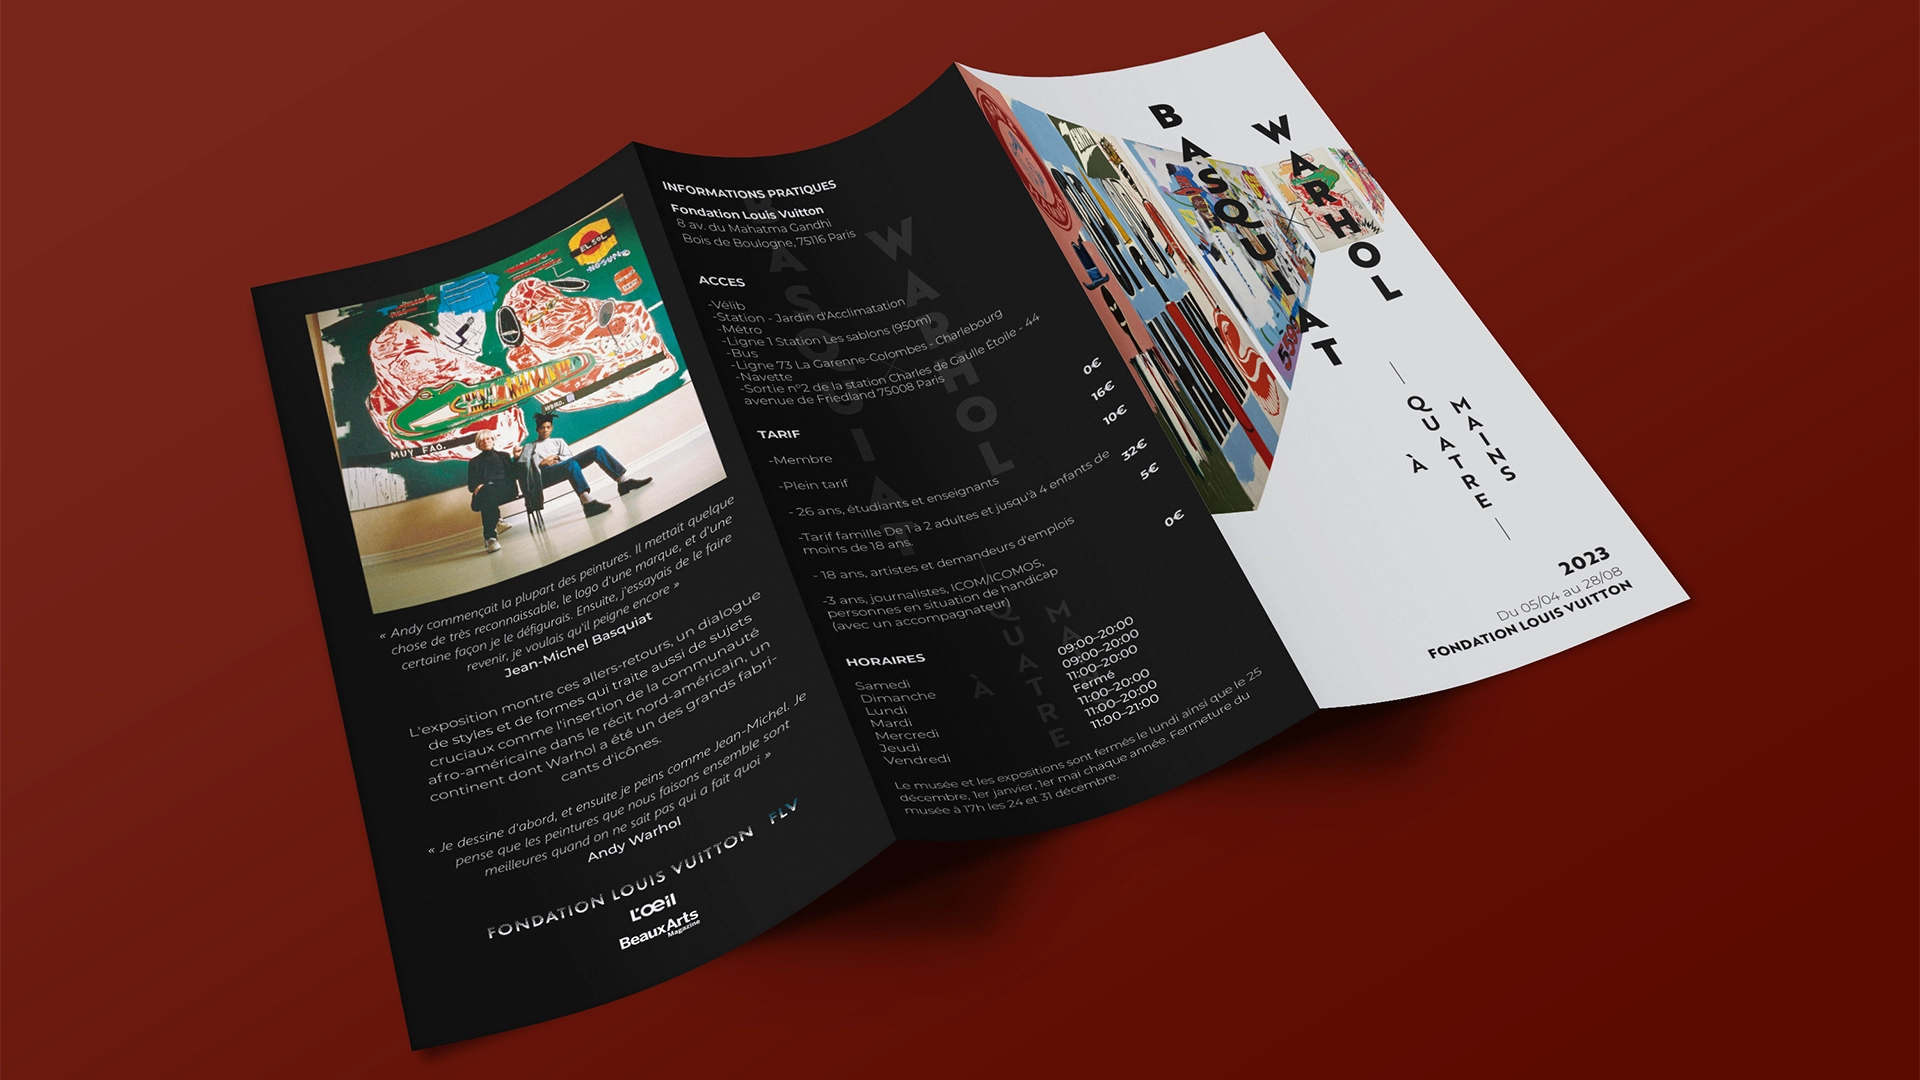 EL SOL
MUY FAO.
« Andy commençait la plupart des peintures. Il mettait quelque
chose de très reconnaissable, le logo d'une marque, et d'une
certaine façon je le défigurais. Ensuite, j'essayais de le faire
revenir, je voulais qu'il peigne encore »
Jean-Michel Basquiat
L'exposition montre ces allers-retours, un dialogue
de styles et de formes qui traite aussi de sujets
cruciaux comme l'insertion de la communauté
afro-américaine dans le récit nord-américain, un
continent dont Warhol a été un des grands fabri-
cants d'icônes.
« Je dessine d'abord, et ensuite je peins comme Jean-Michel. Je
pense que les peintures que nous faisons ensemble sont
meilleures quand on ne sait pas qui a fait quoi »
Andy Warhol
FONDATION LOUIS VUITTON FLV
L'ŒIL
BeauxArts
Magazine
INFORMATIONS PRATIQUES
Fondation Louis Vuitton
8 av. du Mahatma Gandhi
Bois de Boulogne, 75116 Paris
ACCES
-Vélib
-Station - Jardin d'Acclimatation
-Métro
-Ligne 1 Station Les sablons (950m)
-Bus
-Ligne 73 La Garenne-Colombes - Charlebourg
-Navette
-Sortie n°2 de la station Charles de Gaulle Étoile - 44
avenue de Friedland 75008 Paris
TARIF
-Membre 0€
-Plein tarif 16€
- 26 ans, étudiants et enseignants 10€
-Tarif famille De 1 à 2 adultes et jusqu'à 4 enfants de 32€
moins de 18 ans.
- 18 ans, artistes et demandeurs d'emplois 5€
-3 ans, journalistes, ICOM/ICOMOS, 0€
personnes en situation de handicap
(avec un accompagnateur)
HORAIRES
Samedi 09:00–20:00
Dimanche 09:00–20:00
Lundi 11:00–20:00
Mardi Fermé
Mercredi 11:00–20:00
Jeudi 11:00–20:00
Vendredi 11:00–21:00
Le musée et les expositions sont fermés le lundi ainsi que le 25
décembre, 1er janvier, 1er mai chaque année. Fermeture du
musée à 17h les 24 et 31 décembre.
BASQUIAT
WARHOL
À QUATRE MAINS
BASQUIAT
×
WARHOL
À
QUATRE
MAINS
2023
Du 05/04 au 28/08
FONDATION LOUIS VUITTON